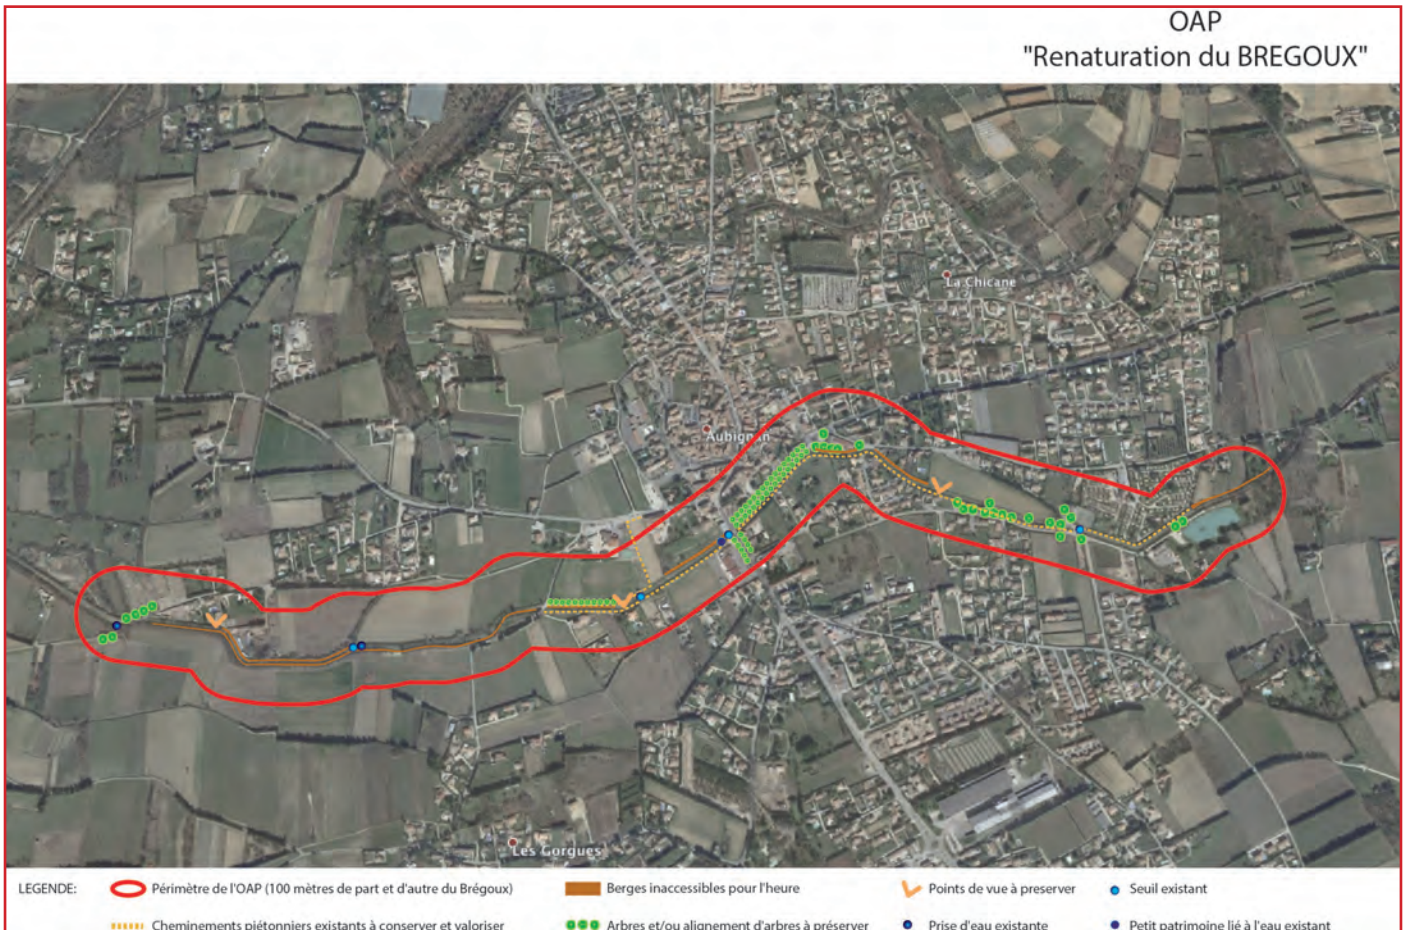 OAP
"Renaturation du BREGOUX"
La Chicane
Aubignan
Les Gorgues
LEGENDE:
Périmètre de l'OAP (100 mètres de part et d'autre du Brégoux)
Berges inaccessibles pour l'heure
Points de vue à preserver
Seuil existant
Cheminements piétonniers existants à conserver et valoriser
Arbres et/ou alignement d'arbres à préserver
Prise d'eau existante
Petit patrimoine lié à l'eau existant